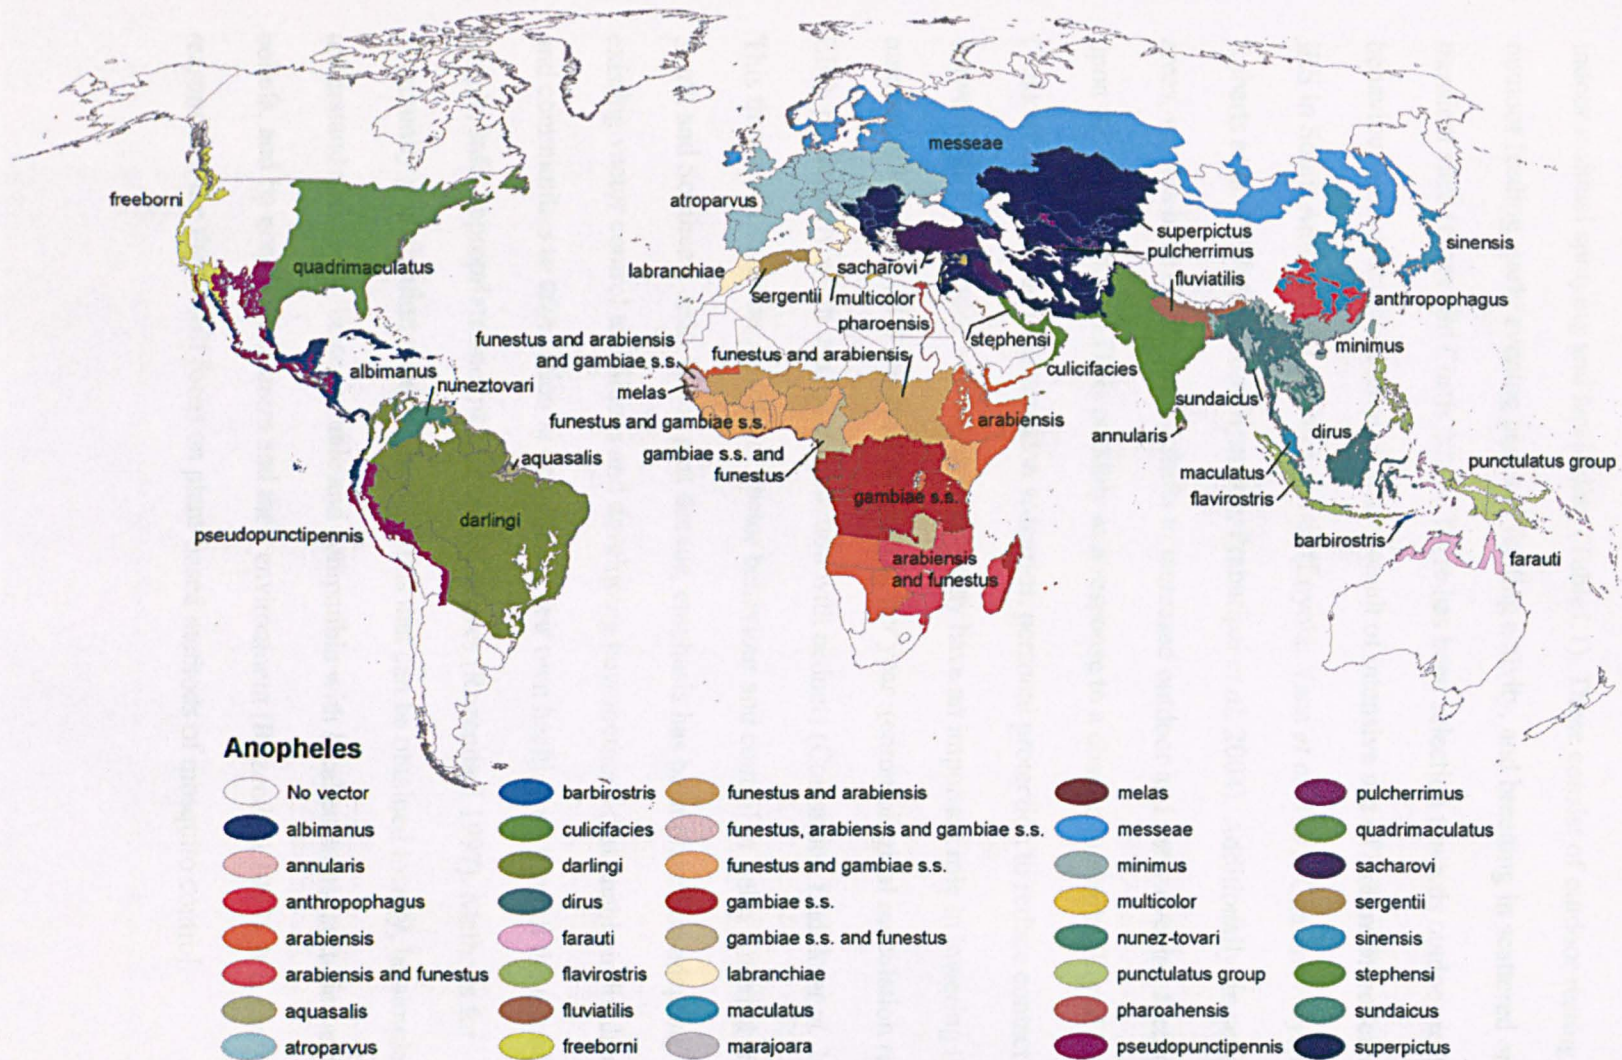 freeborni
quadrimaculatus
albimanus
nuneztovari
aquasalis
darlingi
pseudopunctipennis
messeae
atroparvus
labranchiae
sergentii
multicolor
sacharovi
pharoensis
superpictus
pulcherrimus
fluviatilis
sinensis
anthropophagus
stephensi
culicifacies
minimus
sundaicus
annularis
dirus
maculatus
flavirostris
punctulatus group
barbirostris
farauti
funestus and arabiensis
and gambiae s.s.
funestus and arabiensis
melas
arabiensis
funestus and gambiae s.s.
gambiae s.s. and
funestus
gambiae s.s.
arabiensis
and funestus
Anopheles
No vector
albimanus
annularis
anthropophagus
arabiensis
arabiensis and funestus
aquasalis
atroparvus
barbirostris
culicifacies
darlingi
dirus
farauti
flavirostris
fluviatilis
freeborni
funestus and arabiensis
funestus, arabiensis and gambiae s.s.
funestus and gambiae s.s.
gambiae s.s.
gambiae s.s. and funestus
labranchiae
maculatus
marajoara
melas
messeae
minimus
multicolor
nunez-tovari
punctulatus group
pharoahensis
pseudopunctipennis
pulcherrimus
quadrimaculatus
sacharovi
sergentii
sinensis
stephensi
sundaicus
superpictus